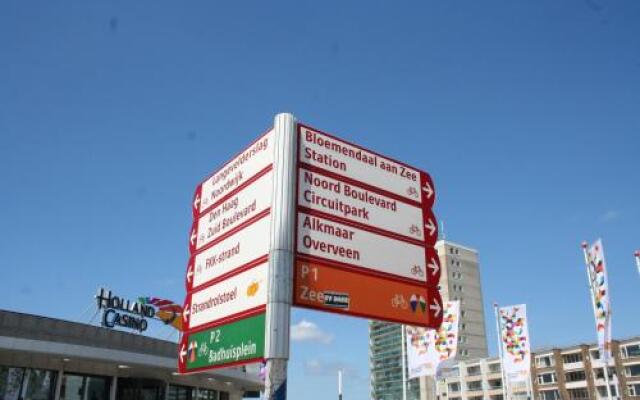 Langevelderslag
Noordwijk
Den Haag
Zuid Boulevard
FKK-strand
Strandrolstoel
P2
Badhuisplein
Bloemendaal aan Zee
Station
Noord Boulevard
Circuitpark
Alkmaar
Overveen
P1
Zee
HOLLAND
CASINO